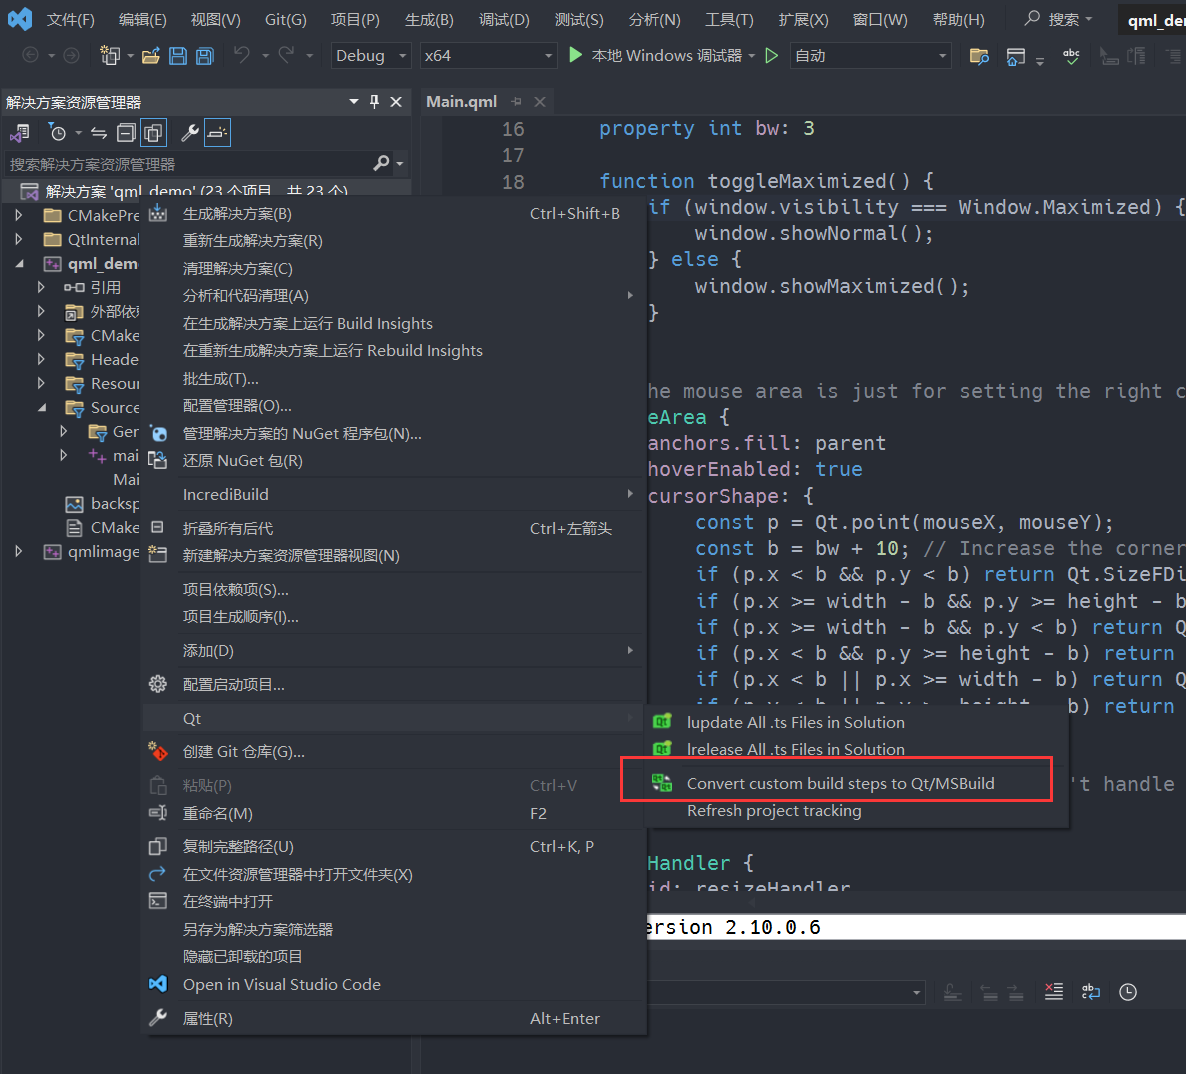 文件(F) 编辑(E) 视图(V) Git(G) 项目(P) 生成(B) 调试(D) 测试(S) 分析(N) 工具(T) 扩展(X) 窗口(W) 帮助(H) 搜索 qml_de
Debug x64 本地 Windows 调试器 自动
解决方案资源管理器
Main.qml
搜索解决方案资源管理器
解决方案 'qml_demo' (23 个项目，共 23 个)
CMakePre
QtInternal
qml_dem
引用
外部依
CMake
Heade
Resour
Source
Ger
mai
Mai
backsp
CMake
qmlimage
16 property int bw: 3
17
18 function toggleMaximized() {
if (window.visibility === Window.Maximized) {
window.showNormal();
} else {
window.showMaximized();
}
he mouse area is just for setting the right c
eArea {
anchors.fill: parent
hoverEnabled: true
cursorShape: {
const p = Qt.point(mouseX, mouseY);
const b = bw + 10; // Increase the corner
if (p.x < b && p.y < b) return Qt.SizeFDi
if (p.x >= width - b && p.y >= height - b
if (p.x >= width - b && p.y < b) return Q
if (p.x < b && p.y >= height - b) return
if (p.x < b || p.x >= width - b) return Q
if (p.y < b || p.y >= height - b) return
't handle
Handler {
id: resizeHandler
ersion 2.10.0.6
生成解决方案(B) Ctrl+Shift+B
重新生成解决方案(R)
清理解决方案(C)
分析和代码清理(A)
在生成解决方案上运行 Build Insights
在重新生成解决方案上运行 Rebuild Insights
批生成(T)...
配置管理器(O)...
管理解决方案的 NuGet 程序包(N)...
还原 NuGet 包(R)
IncrediBuild
折叠所有后代 Ctrl+左箭头
新建解决方案资源管理器视图(N)
项目依赖项(S)...
项目生成顺序(I)...
添加(D)
配置启动项目...
Qt
创建 Git 仓库(G)...
粘贴(P) Ctrl+V
重命名(M) F2
复制完整路径(U) Ctrl+K, P
在文件资源管理器中打开文件夹(X)
在终端中打开
另存为解决方案筛选器
隐藏已卸载的项目
Open in Visual Studio Code
属性(R) Alt+Enter
lupdate All .ts Files in Solution
lrelease All .ts Files in Solution
Convert custom build steps to Qt/MSBuild
Refresh project tracking